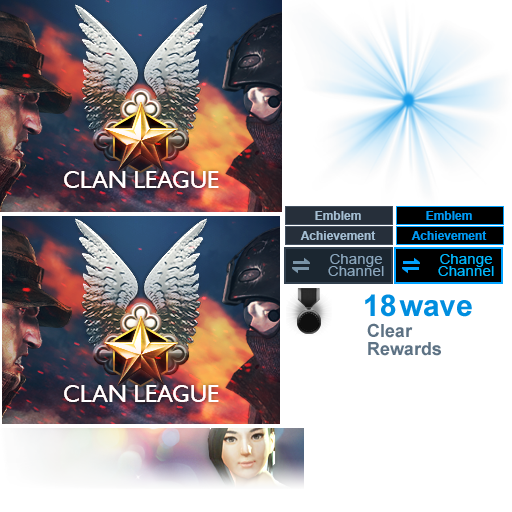 CLAN LEAGUE
Emblem
Emblem
Achievement
Achievement
Change
Channel
Change
Channel
CLAN LEAGUE
18 wave
Clear
Rewards